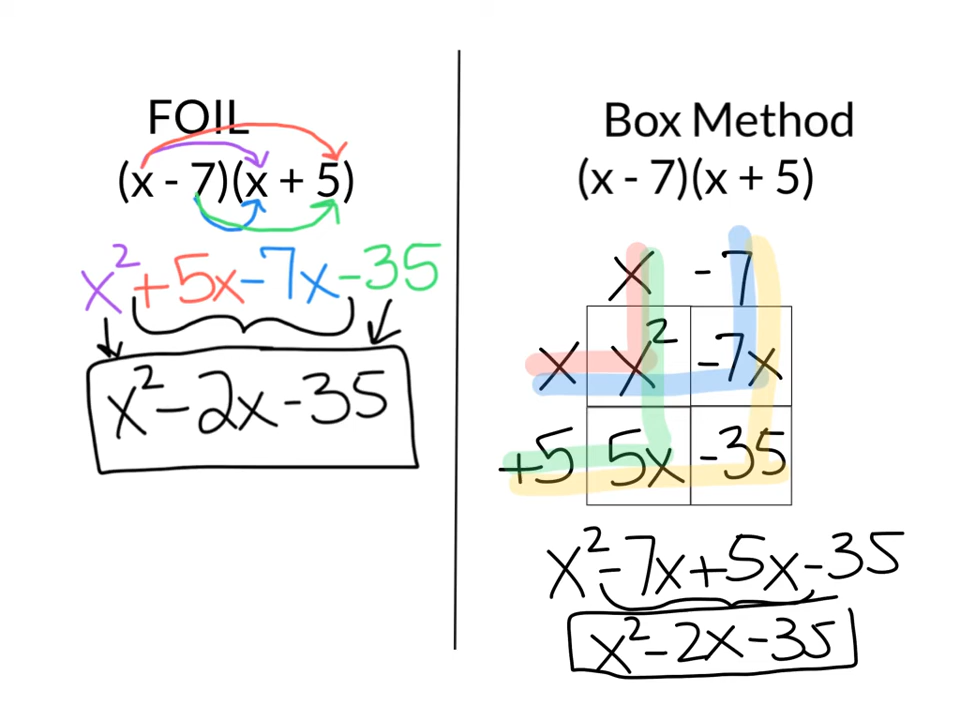 FOIL
(x - 7)(x + 5)
x² +5x -7x -35
x² - 2x - 35
Box Method
(x - 7)(x + 5)
x -7
x x² -7x
+5 5x -35
x² - 7x + 5x - 35
x² - 2x - 35